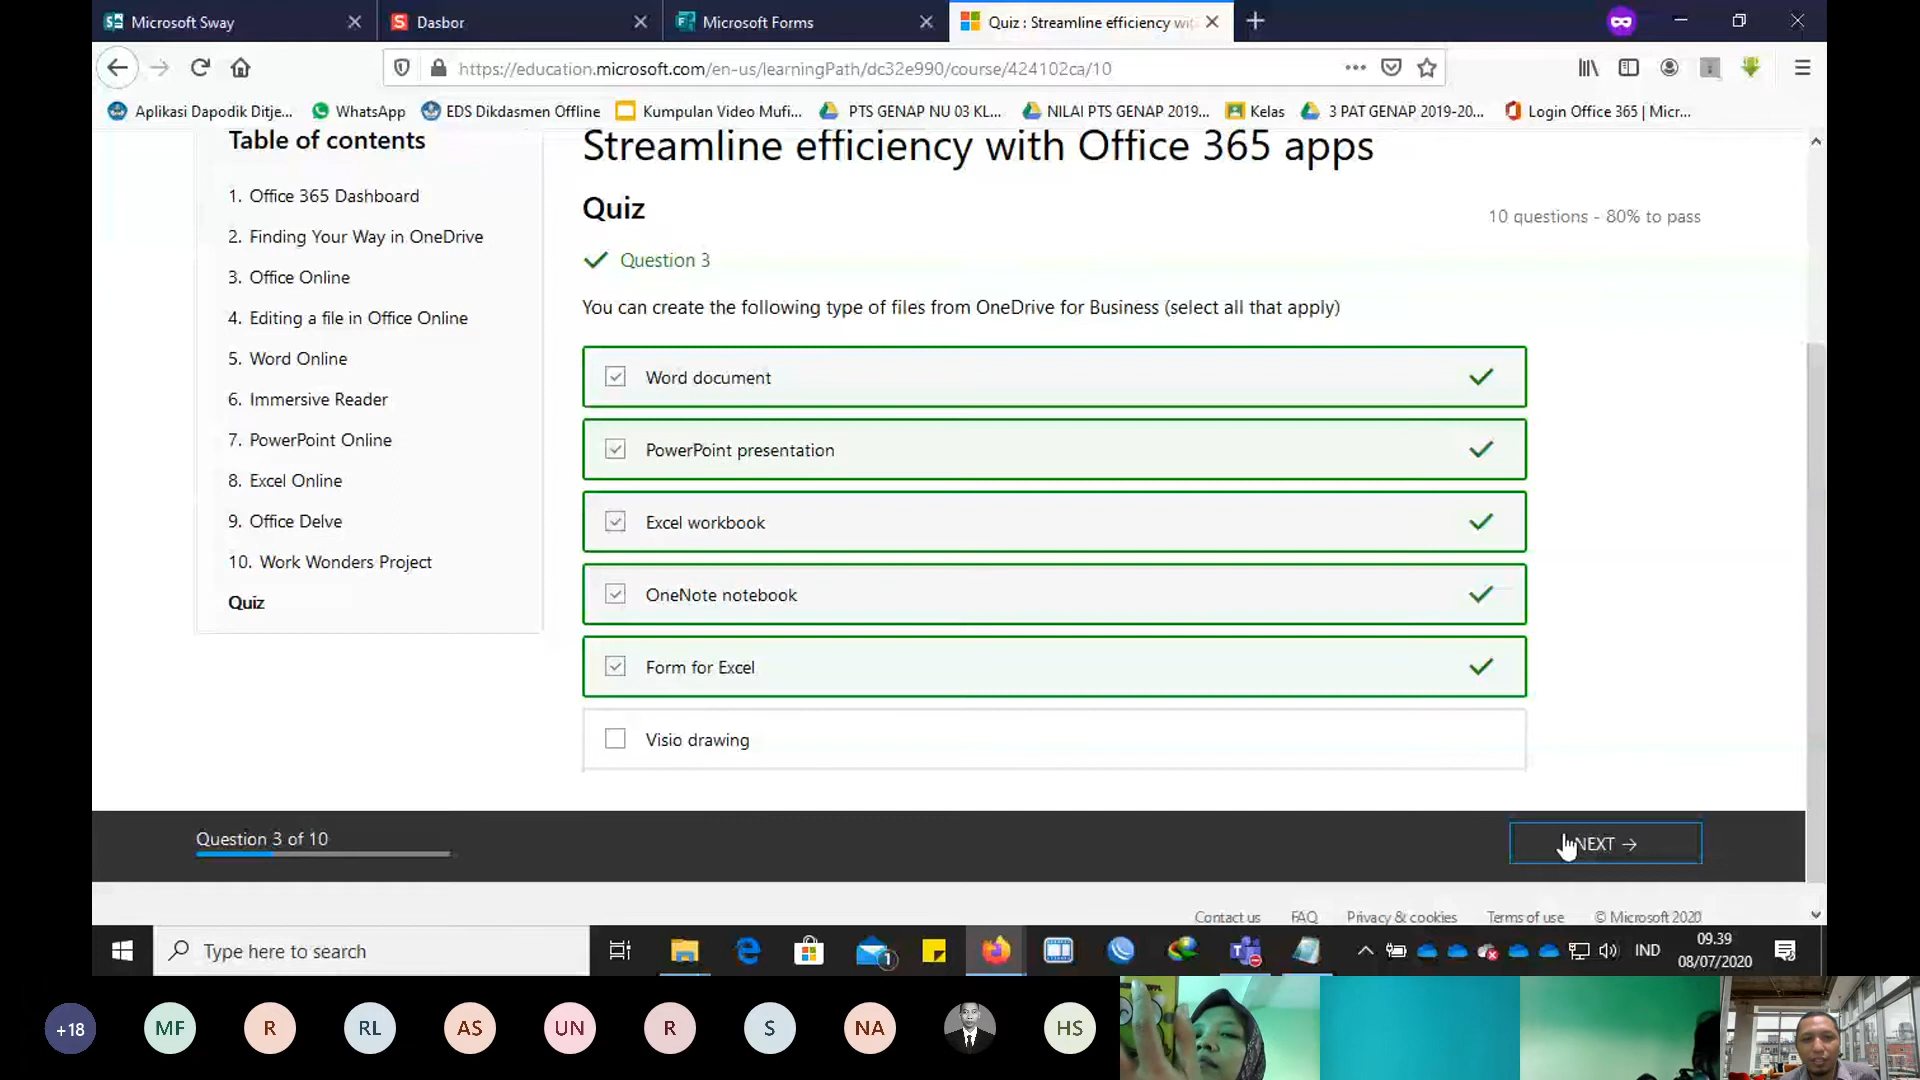 Microsoft Sway
Dasbor
Microsoft Forms
Quiz : Streamline efficiency wit
https://education.microsoft.com/en-us/learningPath/dc32e990/course/424102ca/10
Aplikasi Dapodik Ditje...
WhatsApp
EDS Dikdasmen Offline
Kumpulan Video Mufi...
PTS GENAP NU 03 KL...
NILAI PTS GENAP 2019...
Kelas
3 PAT GENAP 2019-20...
Login Office 365 | Micr...
Table of contents
1. Office 365 Dashboard
2. Finding Your Way in OneDrive
3. Office Online
4. Editing a file in Office Online
5. Word Online
6. Immersive Reader
7. PowerPoint Online
8. Excel Online
9. Office Delve
10. Work Wonders Project
Quiz
Streamline efficiency with Office 365 apps
Quiz
10 questions - 80% to pass
Question 3
You can create the following type of files from OneDrive for Business (select all that apply)
Word document
PowerPoint presentation
Excel workbook
OneNote notebook
Form for Excel
Visio drawing
Question 3 of 10
NEXT →
Contact us
FAQ
Privacy & cookies
Terms of use
© Microsoft 2020
Type here to search
1
IND
09.39
08/07/2020
+18
MF
R
RL
AS
UN
R
S
NA
HS